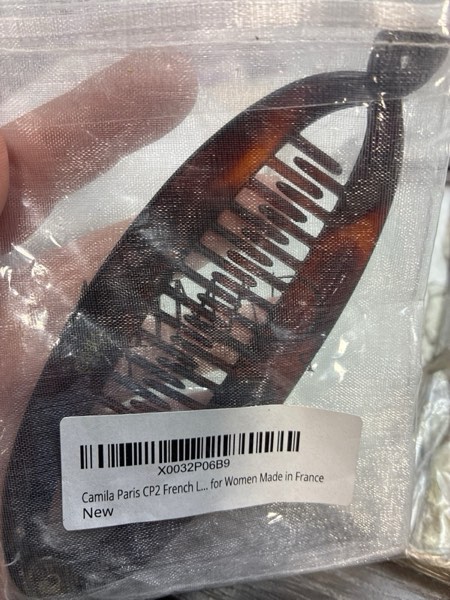 X0032P06B9
Camila Paris CP2 French L... for Women Made in France
New